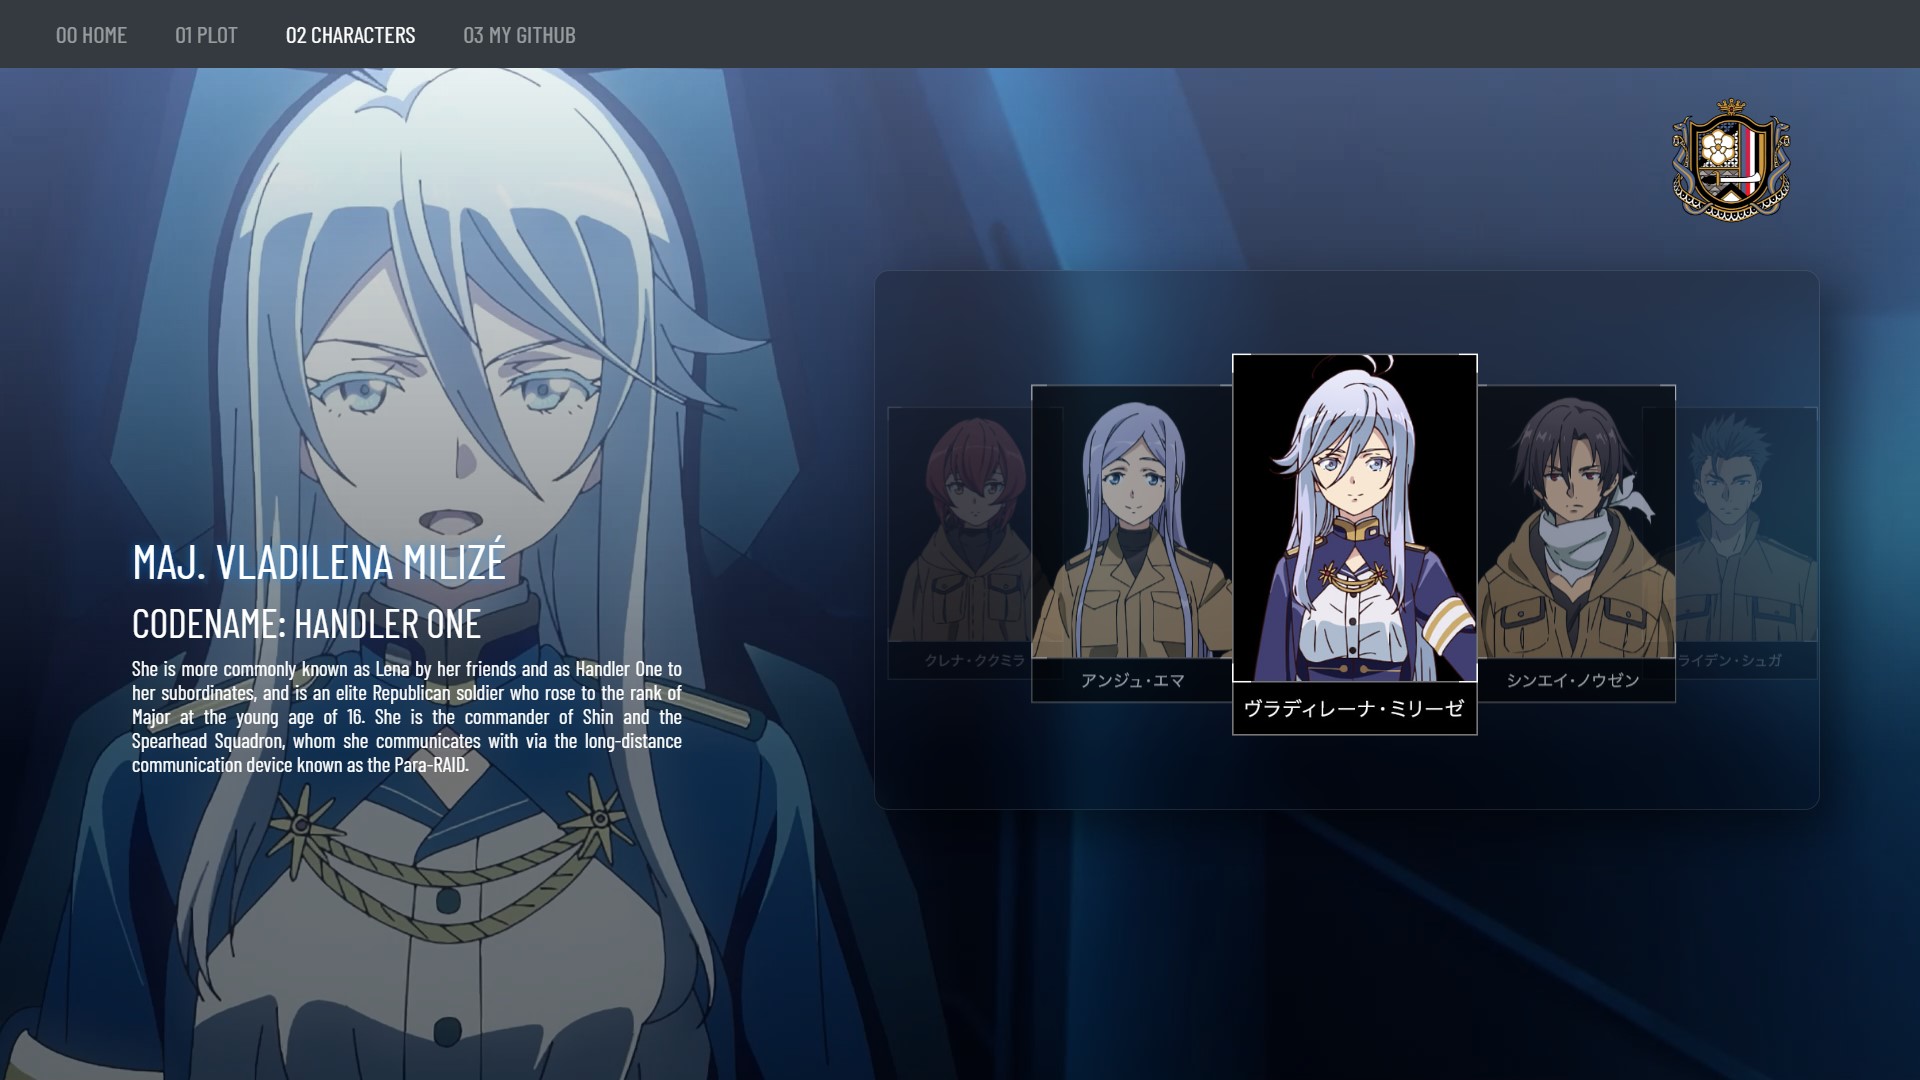 00 HOME 01 PLOT 02 CHARACTERS 03 MY GITHUB
MAJ. VLADILENA MILIZÉ
CODENAME: HANDLER ONE
She is more commonly known as Lena by her friends and as Handler One to
her subordinates, and is an elite Republican soldier who rose to the rank of
Major at the young age of 16. She is the commander of Shin and the
Spearhead Squadron, whom she communicates with via the long-distance
communication device known as the Para-RAID.
クレナ・ククミラ
アンジュ・エマ
ヴラディレーナ・ミリーゼ
シンエイ・ノウゼン
ライデン・シュガ